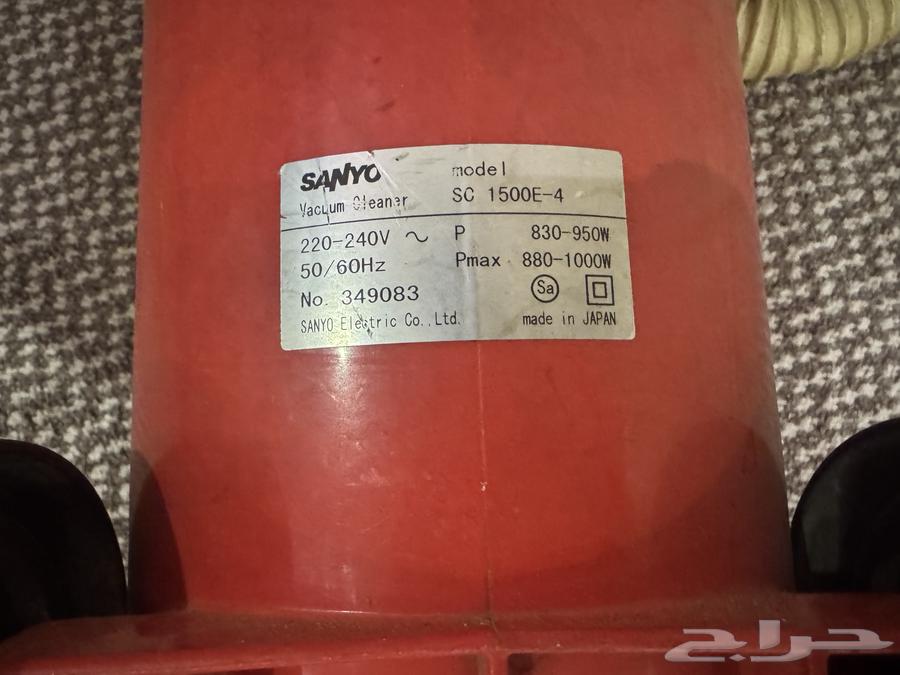 SANYO
Vacuum Cleaner
model
SC 1500E-4
220-240V ~
50/60Hz
No. 349083
SANYO Electric Co.,Ltd.
P 830-950W
Pmax 880-1000W
Sa
made in JAPAN
حراج